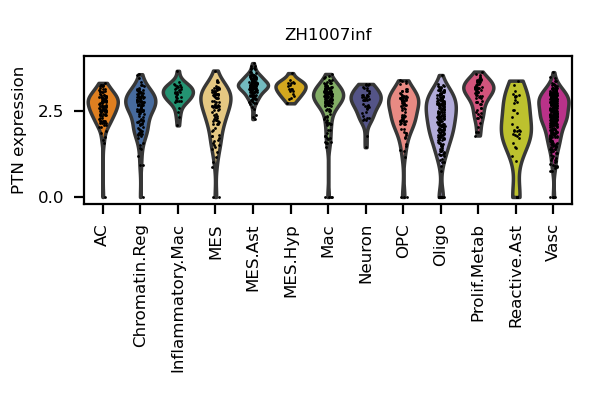 ZH1007inf
PTN expression
2.5
0.0
AC
Chromatin.Reg
Inflammatory.Mac
MES
MES.Ast
MES.Hyp
Mac
Neuron
OPC
Oligo
Prolif.Metab
Reactive.Ast
Vasc